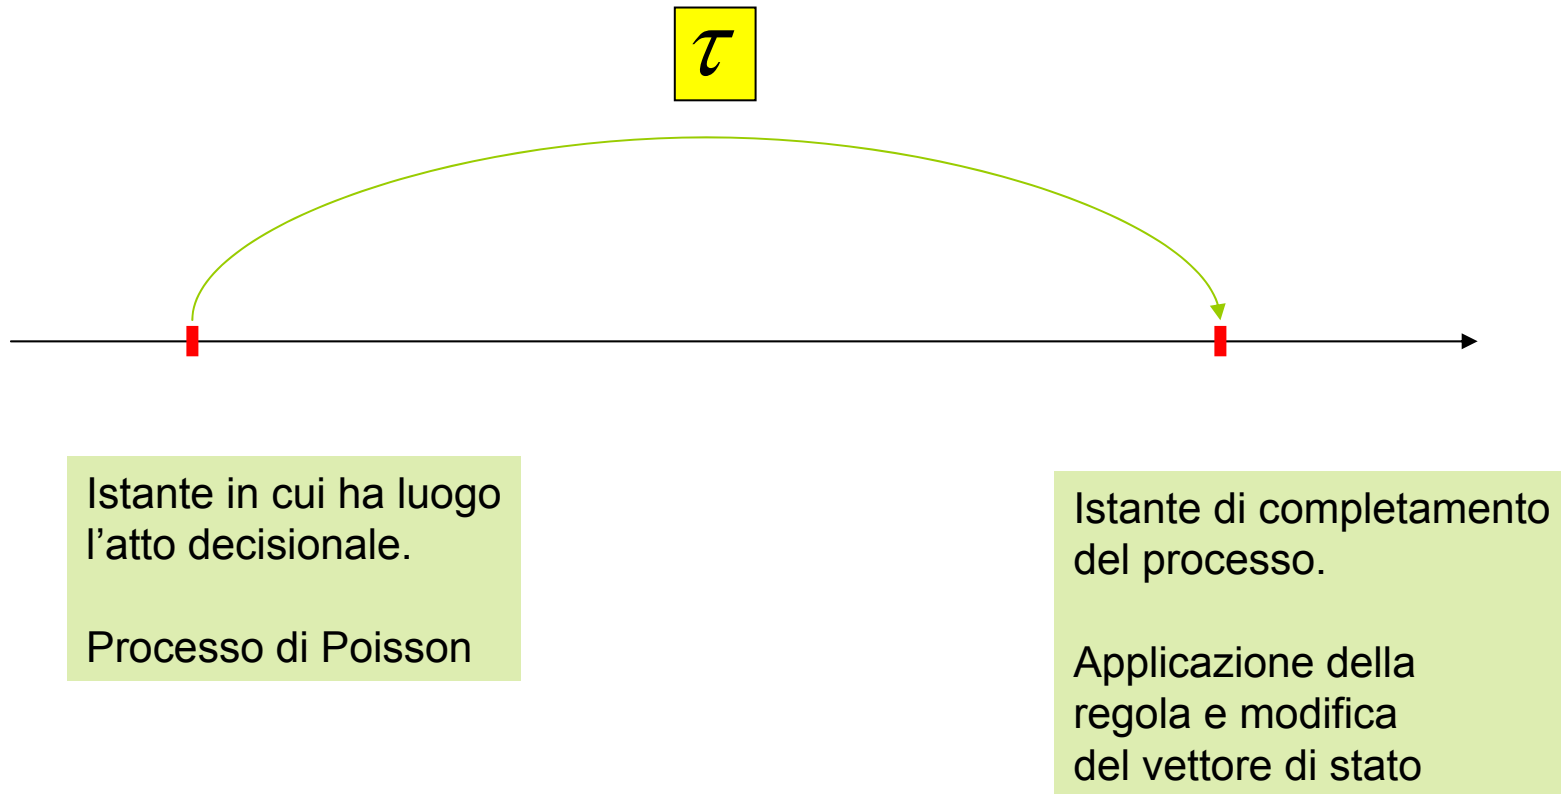 τ
Istante in cui ha luogo
l’atto decisionale.
Processo di Poisson
Istante di completamento
del processo.
Applicazione della
regola e modifica
del vettore di stato